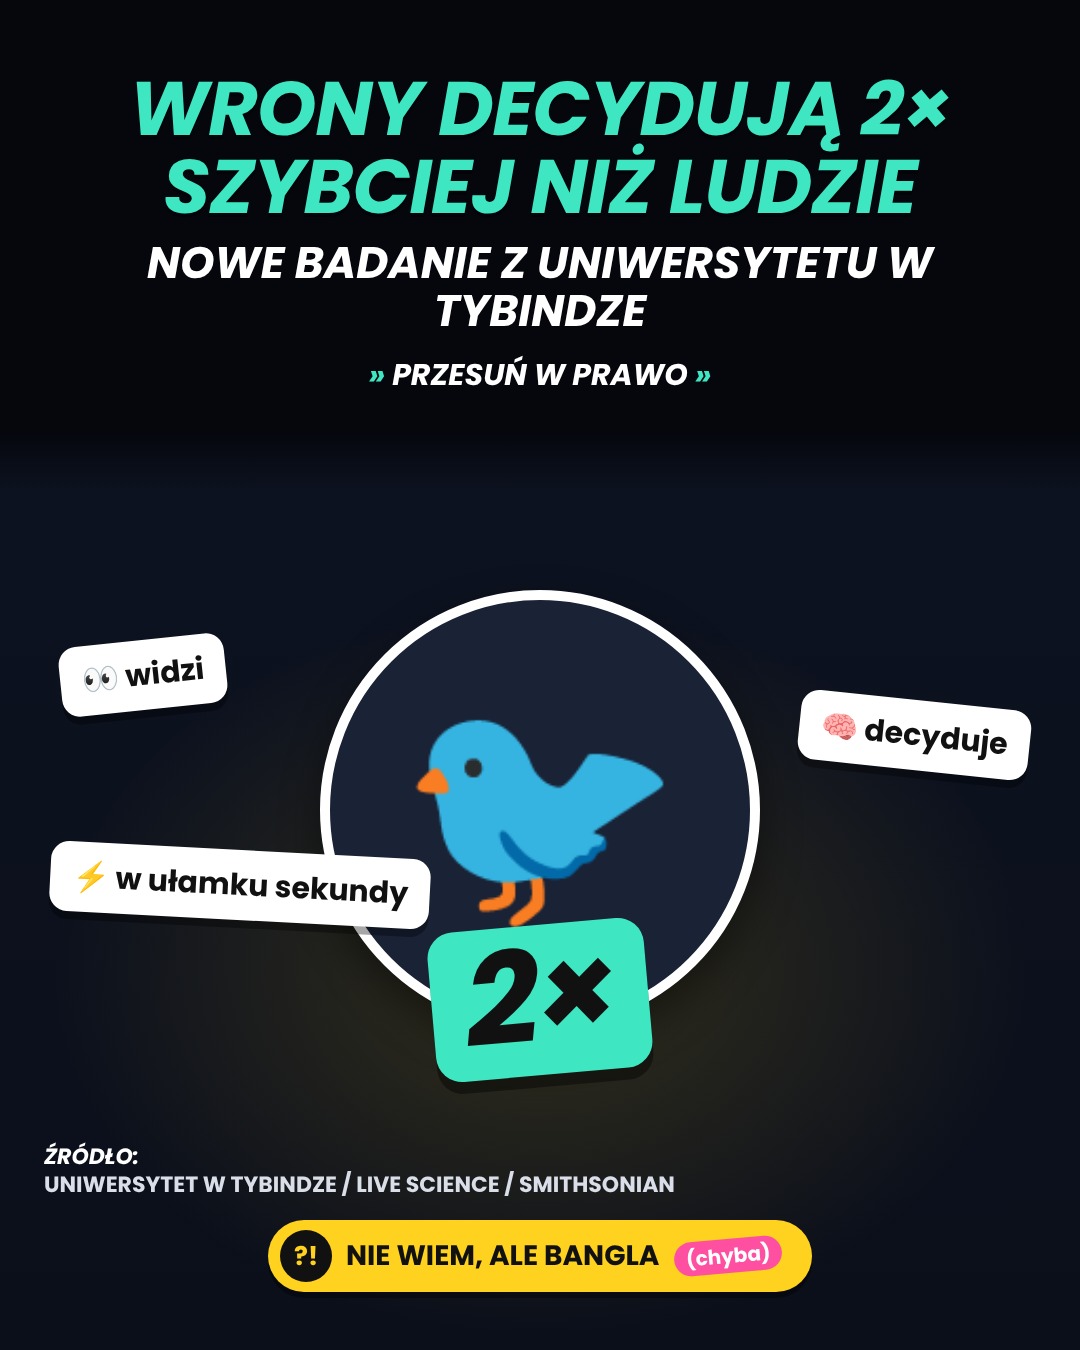 WRONY DECYDUJĄ 2×
SZYBCIEJ NIŻ LUDZIE
NOWE BADANIE Z UNIWERSYTETU W
TYBINDZE
» PRZESUŃ W PRAWO »
👀 widzi
🧠 decyduje
⚡ w ułamku sekundy
2×
ŹRÓDŁO:
UNIWERSYTET W TYBINDZE / LIVE SCIENCE / SMITHSONIAN
?! NIE WIEM, ALE BANGLA (chyba)